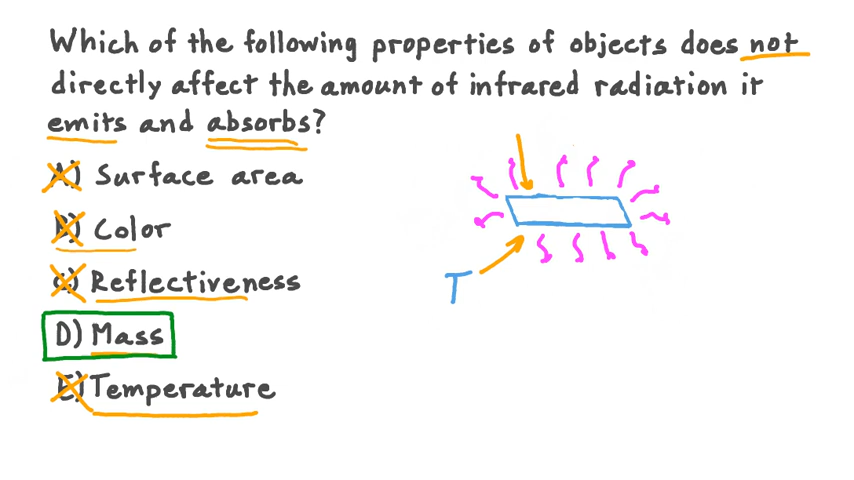 Which of the following properties of objects does not
directly affect the amount of infrared radiation it
emits and absorbs?
A) Surface area
B) Color
C) Reflectiveness
D) Mass
E) Temperature
T